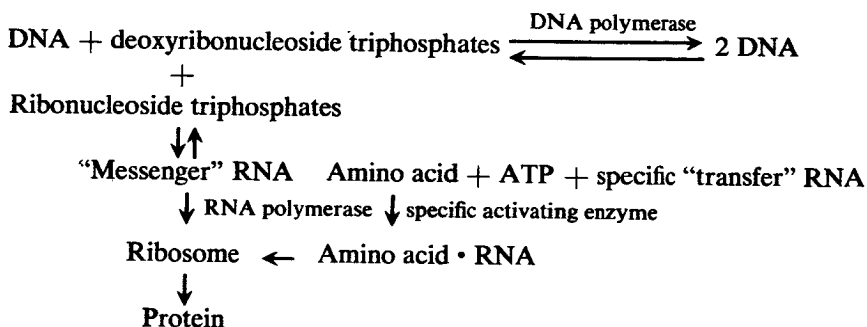 DNA polymerase
DNA + deoxyribonucleoside triphosphates ⇄ 2 DNA
+
Ribonucleoside triphosphates
↓↑
“Messenger” RNA Amino acid + ATP + specific “transfer” RNA
↓ RNA polymerase ↓ specific activating enzyme
Ribosome ← Amino acid · RNA
↓
Protein